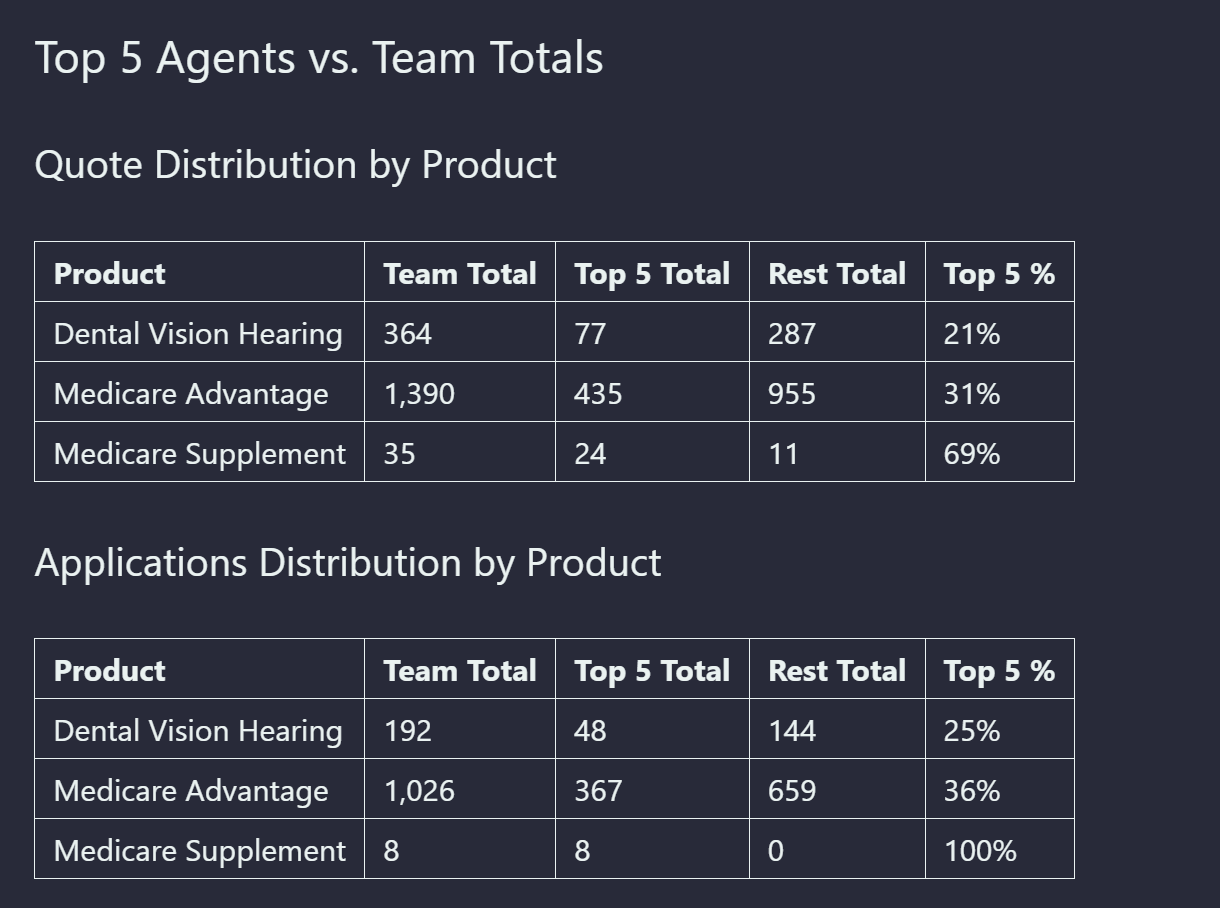 Top 5 Agents vs. Team Totals
Quote Distribution by Product
Product Team Total Top 5 Total Rest Total Top 5 %
Dental Vision Hearing 364 77 287 21%
Medicare Advantage 1,390 435 955 31%
Medicare Supplement 35 24 11 69%
Applications Distribution by Product
Product Team Total Top 5 Total Rest Total Top 5 %
Dental Vision Hearing 192 48 144 25%
Medicare Advantage 1,026 367 659 36%
Medicare Supplement 8 8 0 100%